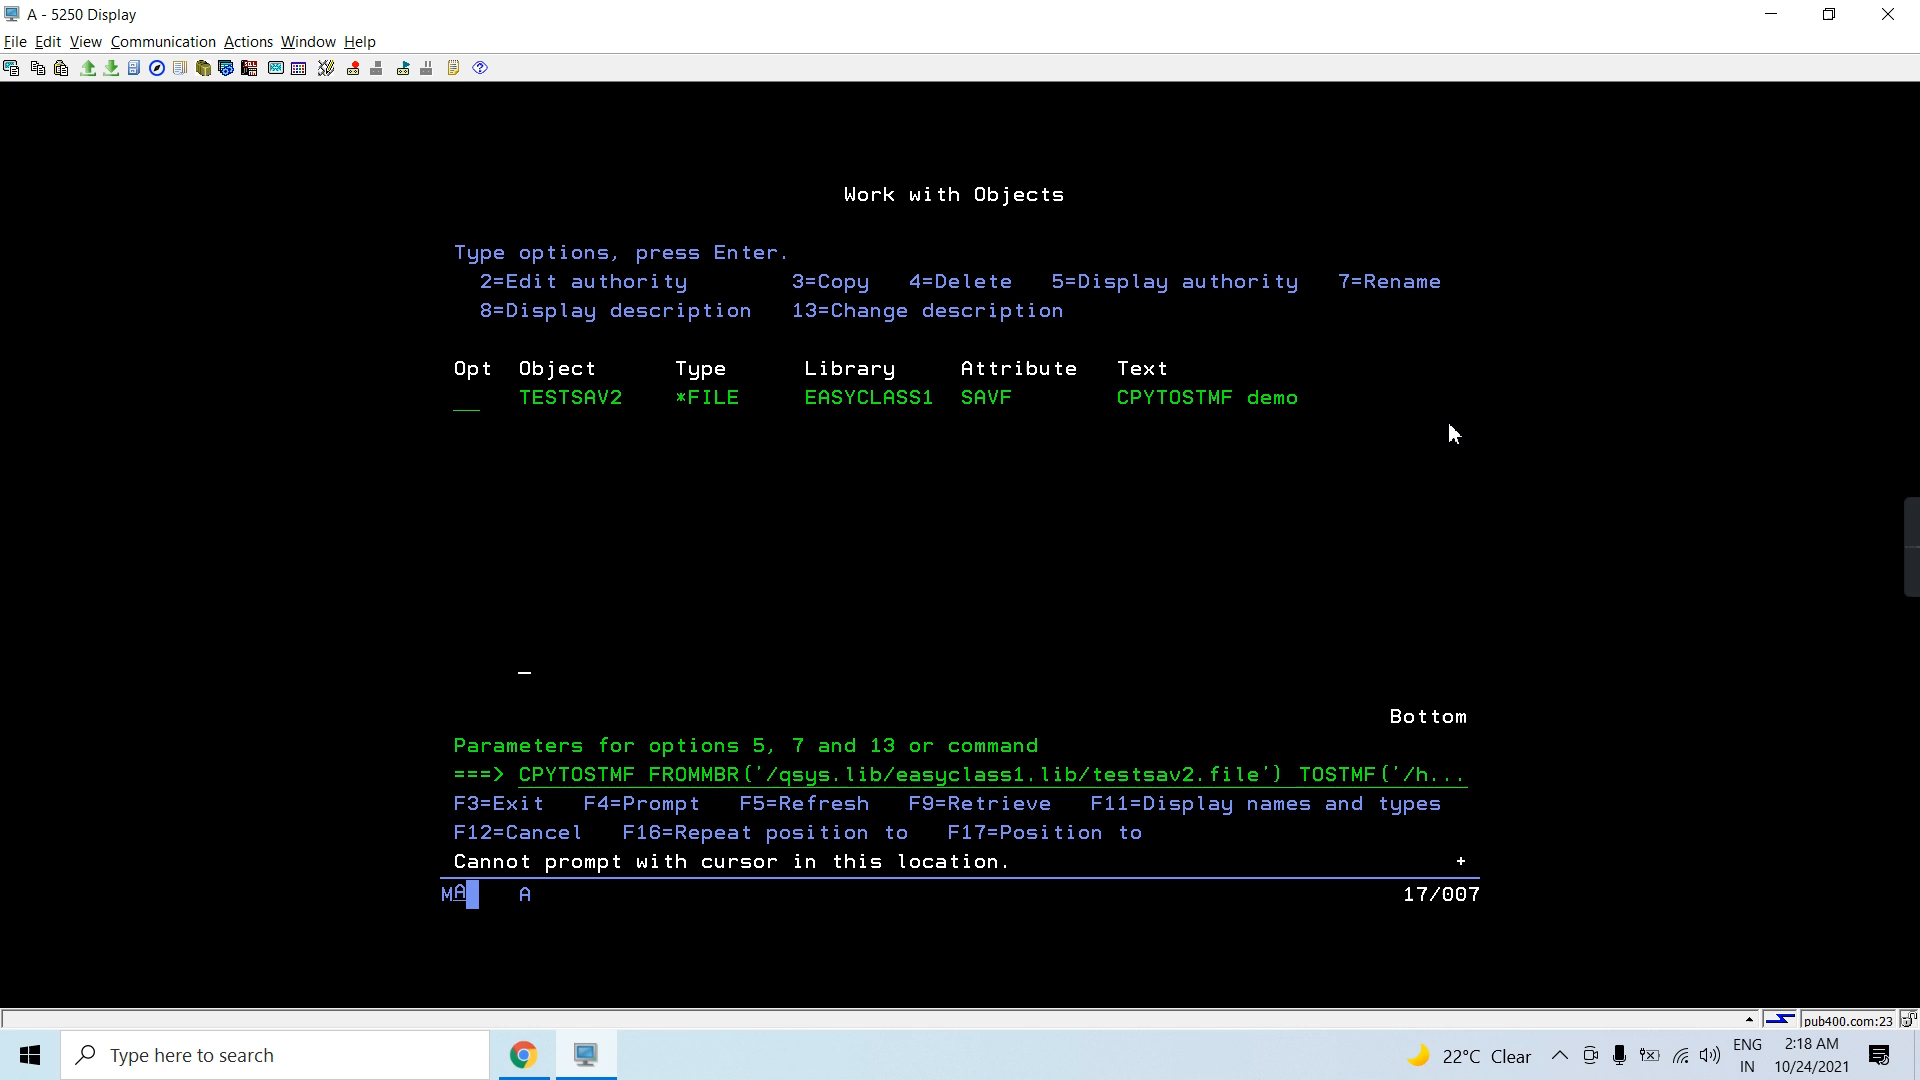 A - 5250 Display
File Edit View Communication Actions Window Help
Work with Objects
Type options, press Enter.
2=Edit authority 3=Copy 4=Delete 5=Display authority 7=Rename
8=Display description 13=Change description
Opt Object Type Library Attribute Text
__ TESTSAV2 *FILE EASYCLASS1 SAVF CPYTOSTMF demo
Bottom
Parameters for options 5, 7 and 13 or command
===> CPYTOSTMF FROMMBR('/qsys.lib/easyclass1.lib/testsav2.file') TOSTMF('/h...
F3=Exit F4=Prompt F5=Refresh F9=Retrieve F11=Display names and types
F12=Cancel F16=Repeat position to F17=Position to
Cannot prompt with cursor in this location. +
MA A 17/007
pub400.com:23
Type here to search
22°C Clear
ENG
IN
2:18 AM
10/24/2021